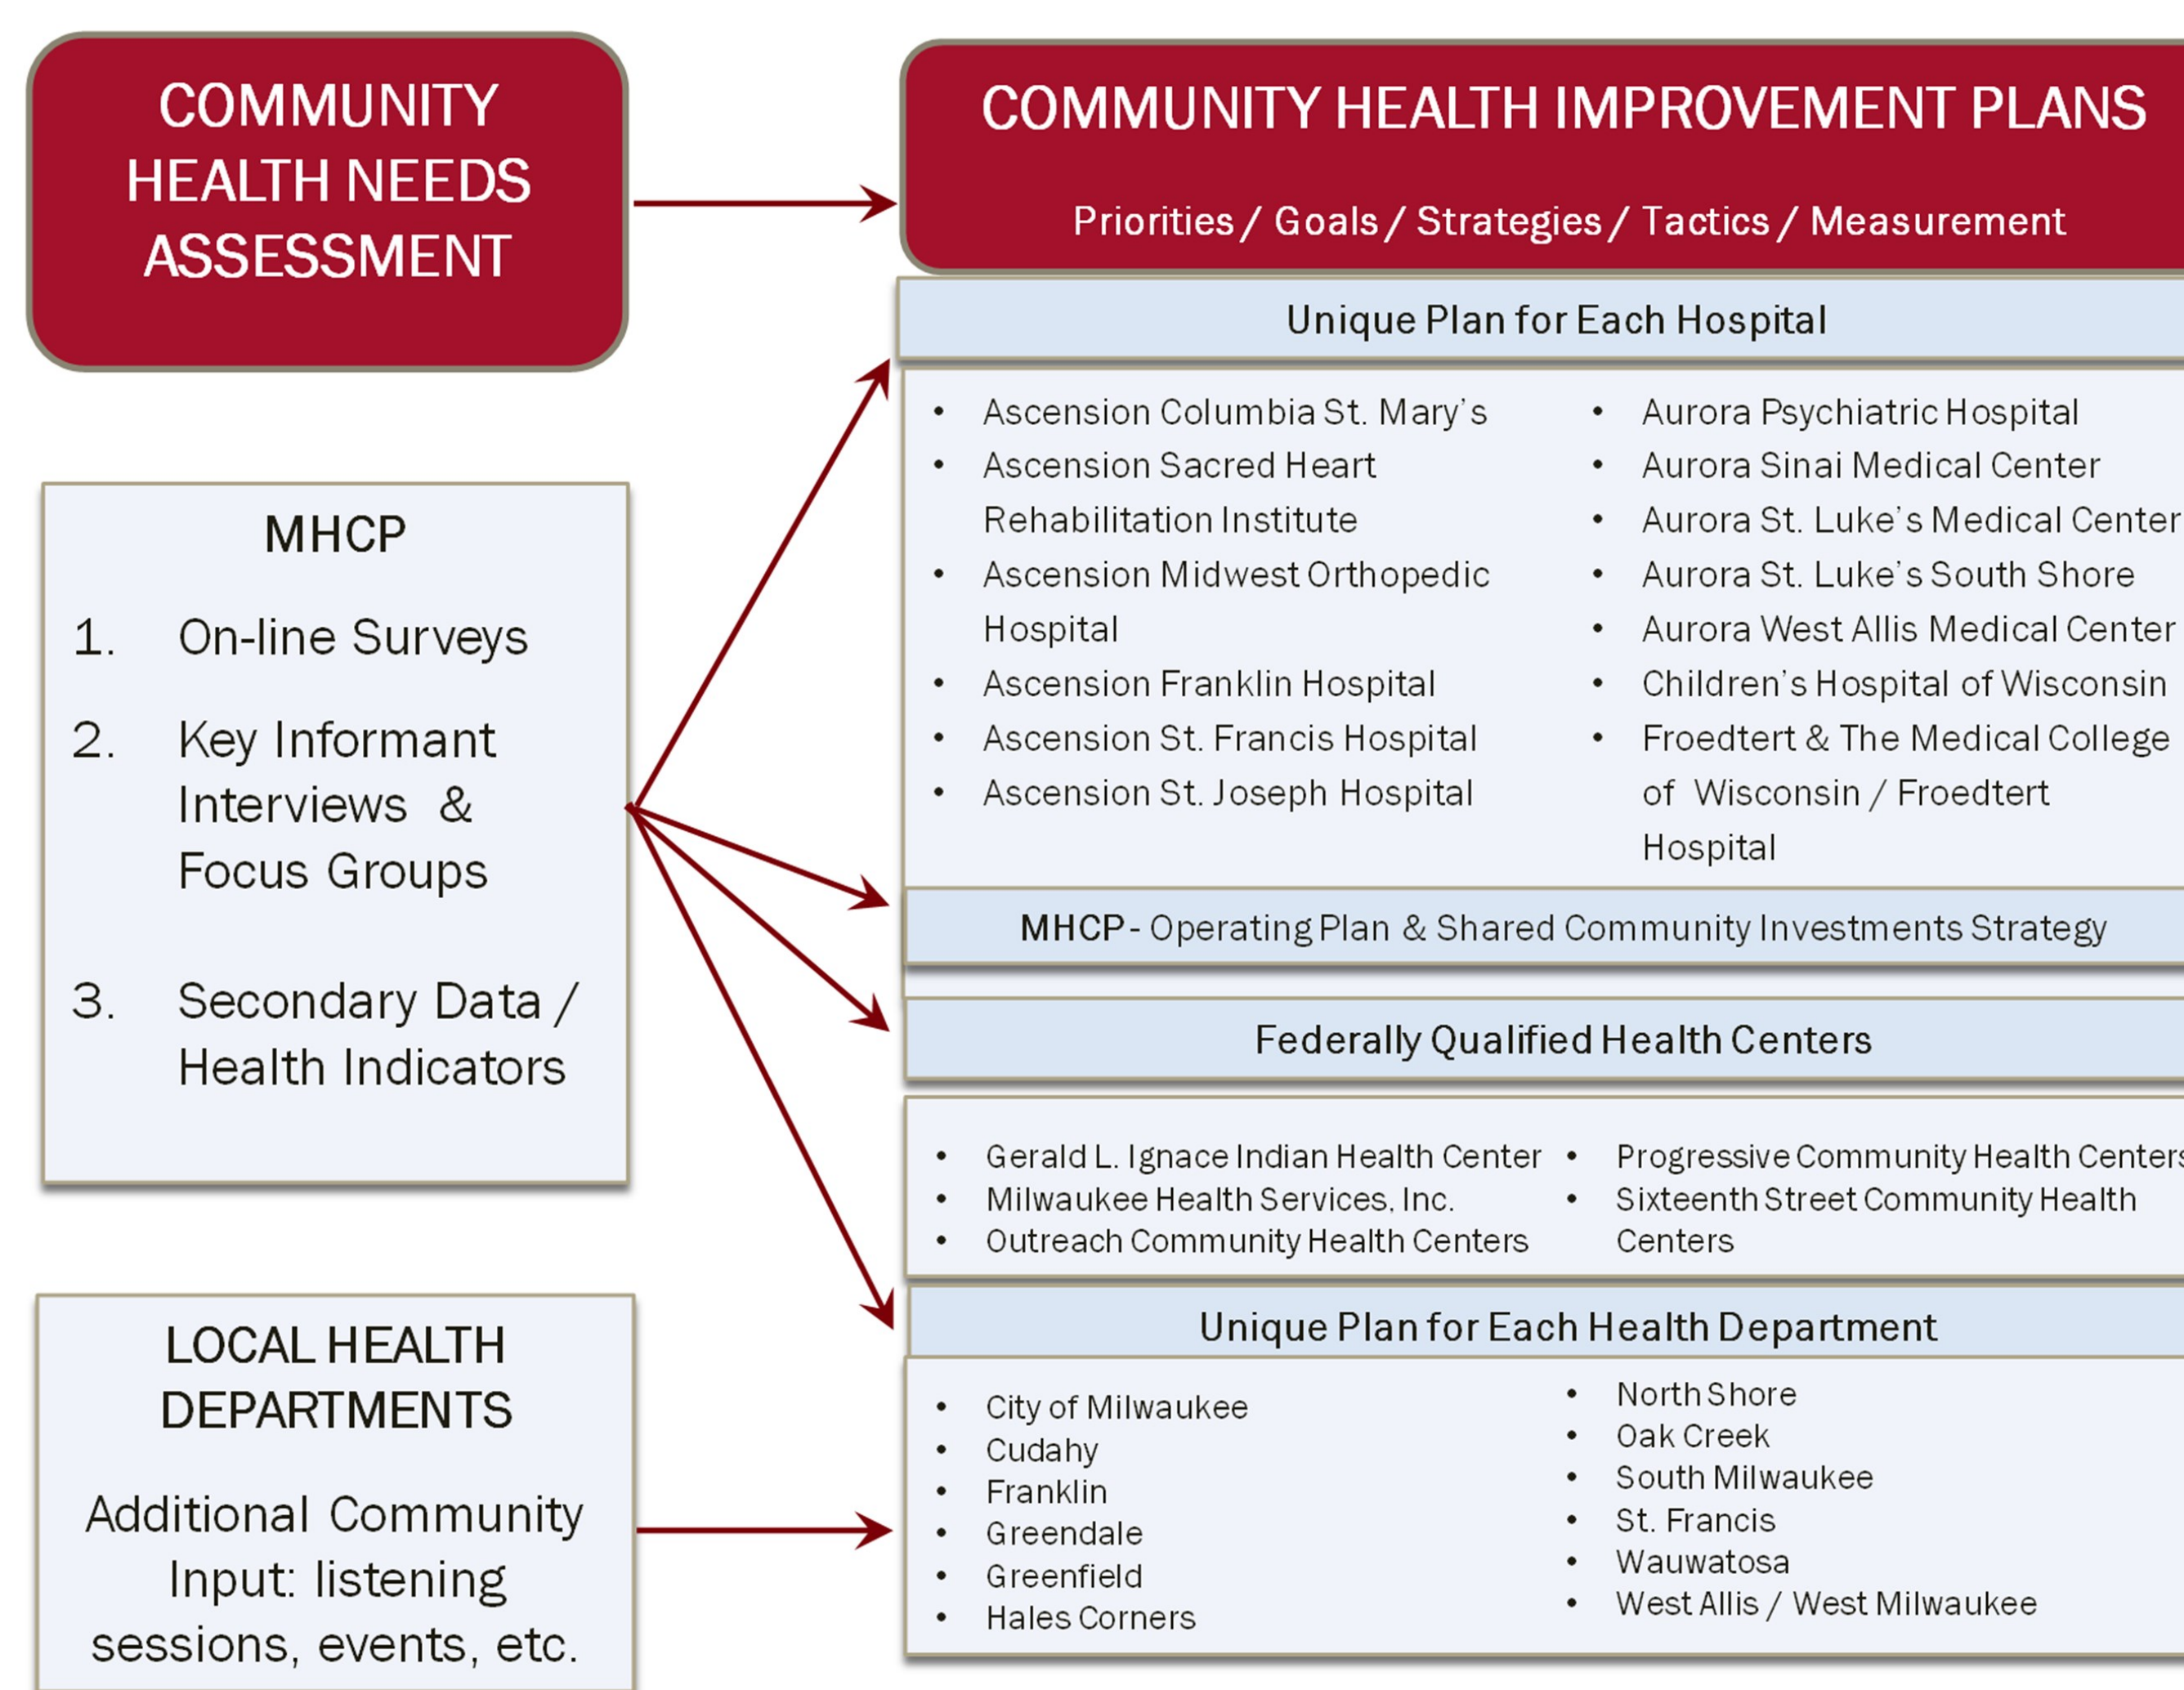 COMMUNITY
HEALTH NEEDS
ASSESSMENT
COMMUNITY HEALTH IMPROVEMENT PLANS
Priorities / Goals / Strategies / Tactics / Measurement
MHCP
1. On-line Surveys
2. Key Informant
Interviews &
Focus Groups
3. Secondary Data /
Health Indicators
LOCAL HEALTH
DEPARTMENTS
Additional Community
Input: listening
sessions, events, etc.
Unique Plan for Each Hospital
• Ascension Columbia St. Mary's
• Ascension Sacred Heart
Rehabilitation Institute
• Ascension Midwest Orthopedic
Hospital
• Ascension Franklin Hospital
• Ascension St. Francis Hospital
• Ascension St. Joseph Hospital
• Aurora Psychiatric Hospital
• Aurora Sinai Medical Center
• Aurora St. Luke's Medical Center
• Aurora St. Luke's South Shore
• Aurora West Allis Medical Center
• Children's Hospital of Wisconsin
• Froedtert & The Medical College
of Wisconsin / Froedtert
Hospital
MHCP - Operating Plan & Shared Community Investments Strategy
Federally Qualified Health Centers
• Gerald L. Ignace Indian Health Center
• Milwaukee Health Services, Inc.
• Outreach Community Health Centers
• Progressive Community Health Centers
• Sixteenth Street Community Health
Centers
Unique Plan for Each Health Department
• City of Milwaukee
• Cudahy
• Franklin
• Greendale
• Greenfield
• Hales Corners
• North Shore
• Oak Creek
• South Milwaukee
• St. Francis
• Wauwatosa
• West Allis / West Milwaukee